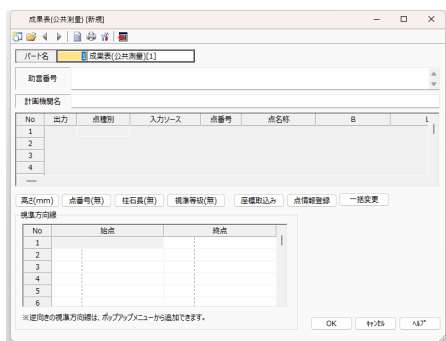 成果表(公共測量) [新規]
パート名 1 成果表(公共測量)[1]
助言番号
計画機関名
No 出力 点種別 入力ソース 点番号 点名称 B L
1
2
3
4
高さ(mm) 点番号(無) 柱石長(無) 視準等級(無) 座標取込み 点情報登録 一括変更
視準方向線
No 始点 終点
1
2
3
4
5
6
※逆向きの視準方向線は、ポップアップメニューから追加できます。
OK キャンセル ヘルプ